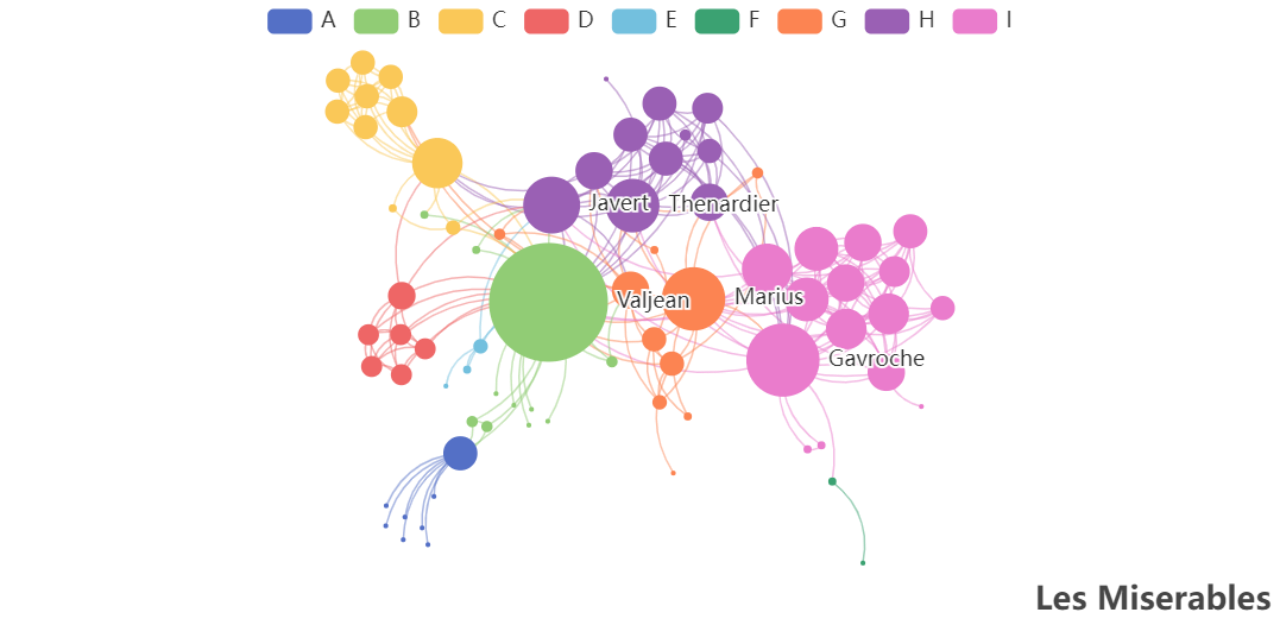 A B C D E F G H I
Javert Thenardier
Valjean Marius
Gavroche
Les Miserables